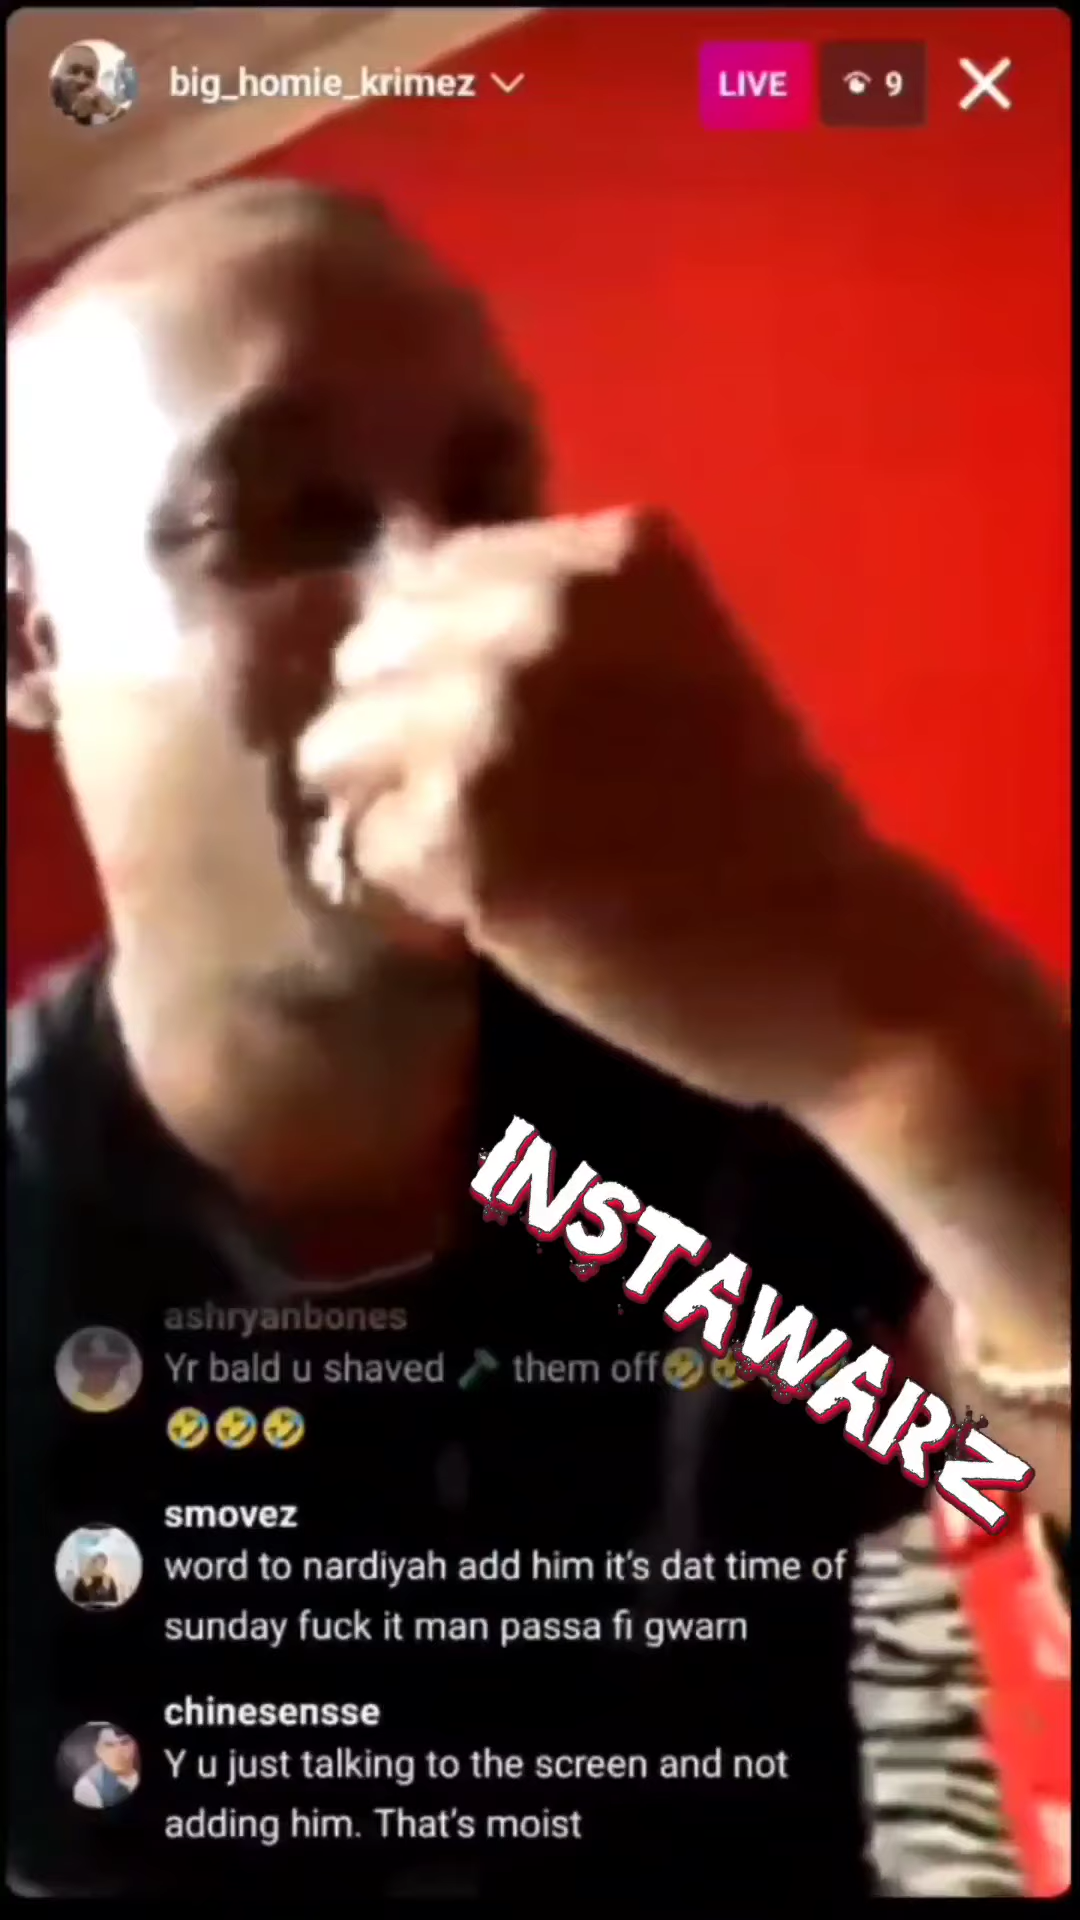 big_homie_krimez
LIVE
9
INSTAWARZ
ashryanbones
Yr bald u shaved 🪒 them off🤣🤣
🤣🤣🤣
smovez
word to nardiyah add him it's dat time of
sunday fuck it man passa fi gwarn
chinesensse
Y u just talking to the screen and not
adding him. That's moist